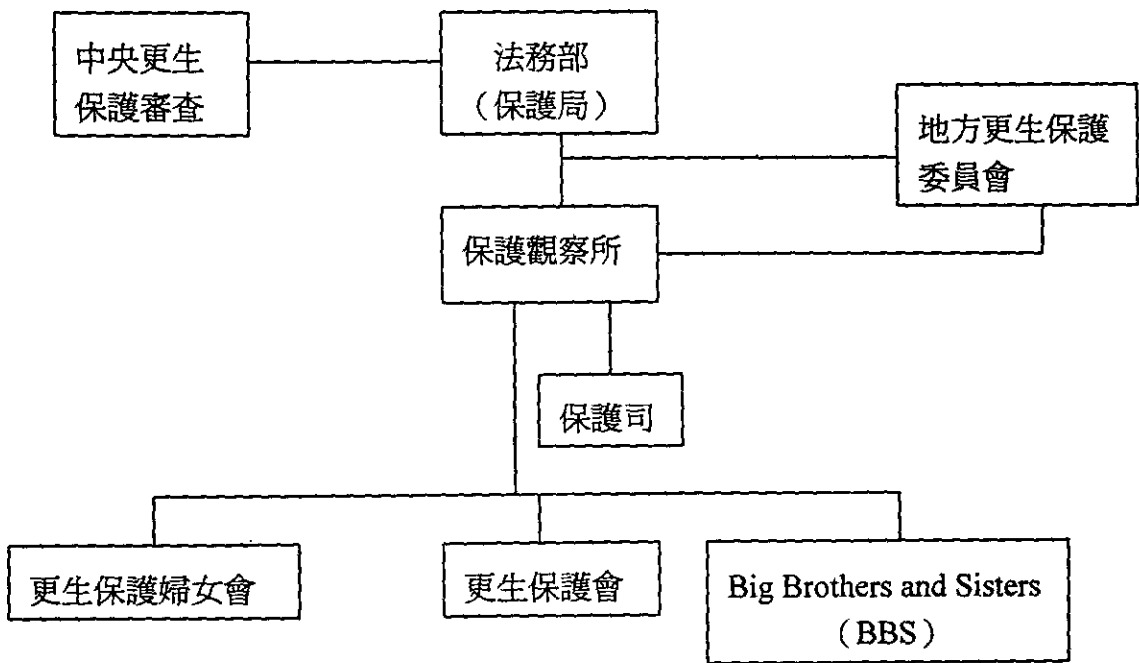 中央更生
保護審查
法務部
（保護局）
地方更生保護
委員會
保護觀察所
保護司
更生保護婦女會
更生保護會
Big Brothers and Sisters
（BBS）